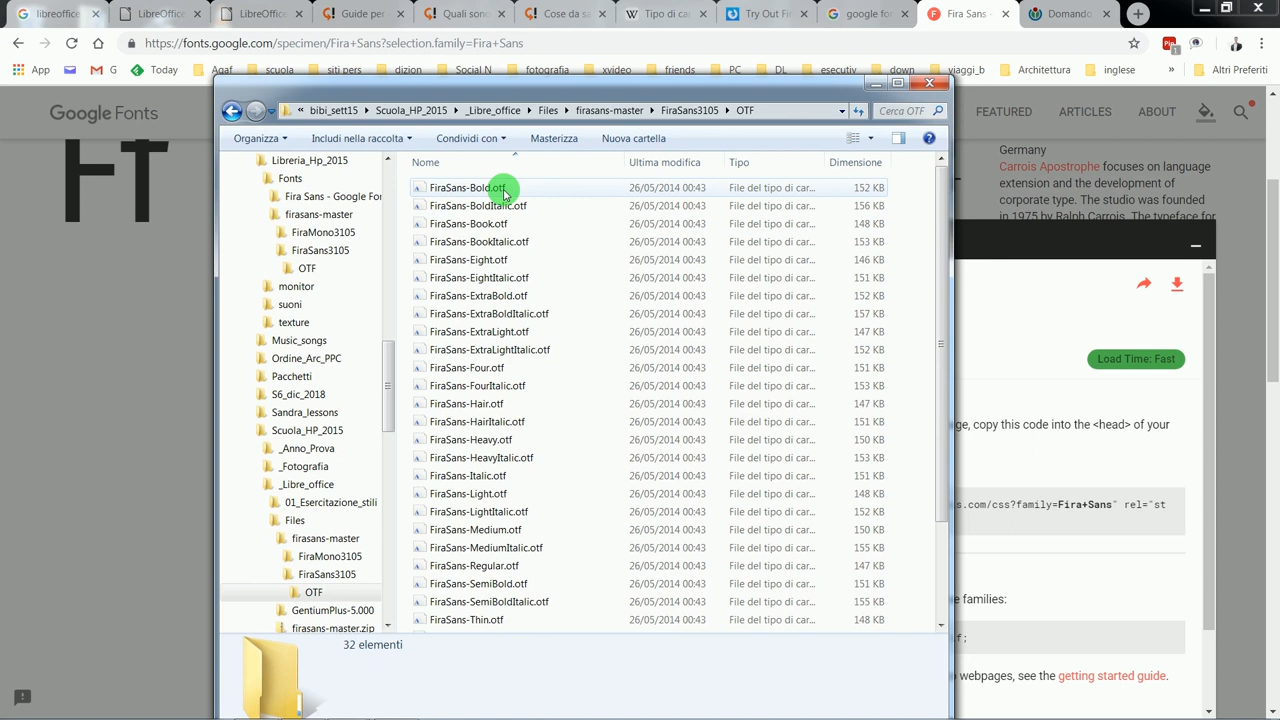 libreoffice
LibreOffice
LibreOffice
Guide per
Quali sono
Cose da sa
Tipo di ca
Try Out Fi
google fo
Fira Sans -
Domando
https://fonts.google.com/specimen/Fira+Sans?selection.family=Fira+Sans
App
G
Today
Agaf
scuola
siti pers
dizion
Social N
fotografia
xvideo
friends
PC
DL
esecutiv
viaggi_b
inglese
»
Altri Preferiti
Google Fonts
FEATURED
ARTICLES
ABOUT
Germany
Carrois Apostrophe focuses on language
extension and the development of
corporate type. The studio was founded
in 1975 by Ralph Carrois. The typeface for
« bibi_sett15 Scuola_HP_2015 _Libre_office Files firasans-master FiraSans3105 OTF
Cerca OTF
Organizza
Includi nella raccolta
Condividi con
Masterizza
Nuova cartella
Libreria_Hp_2015
Fonts
Fira Sans - Google For
firasans-master
FiraMono3105
FiraSans3105
OTF
monitor
suoni
texture
Music_songs
Ordine_Arc_PPC
Pacchetti
S6_dic_2018
Sandra_lessons
Scuola_HP_2015
_Anno_Prova
_Fotografia
_Libre_office
01_Esercitazione_stili
Files
firasans-master
FiraMono3105
FiraSans3105
OTF
GentiumPlus-5.000
firasans-master.zip
Nome Ultima modifica Tipo Dimensione
FiraSans-Bold.otf 26/05/2014 00:43 File del tipo di car... 152 KB
FiraSans-BoldItalic.otf 26/05/2014 00:43 File del tipo di car... 156 KB
FiraSans-Book.otf 26/05/2014 00:43 File del tipo di car... 148 KB
FiraSans-BookItalic.otf 26/05/2014 00:43 File del tipo di car... 153 KB
FiraSans-Eight.otf 26/05/2014 00:43 File del tipo di car... 146 KB
FiraSans-EightItalic.otf 26/05/2014 00:43 File del tipo di car... 151 KB
FiraSans-ExtraBold.otf 26/05/2014 00:43 File del tipo di car... 152 KB
FiraSans-ExtraBoldItalic.otf 26/05/2014 00:43 File del tipo di car... 157 KB
FiraSans-ExtraLight.otf 26/05/2014 00:43 File del tipo di car... 147 KB
FiraSans-ExtraLightItalic.otf 26/05/2014 00:43 File del tipo di car... 152 KB
FiraSans-Four.otf 26/05/2014 00:43 File del tipo di car... 151 KB
FiraSans-FourItalic.otf 26/05/2014 00:43 File del tipo di car... 153 KB
FiraSans-Hair.otf 26/05/2014 00:43 File del tipo di car... 147 KB
FiraSans-HairItalic.otf 26/05/2014 00:43 File del tipo di car... 151 KB
FiraSans-Heavy.otf 26/05/2014 00:43 File del tipo di car... 150 KB
FiraSans-HeavyItalic.otf 26/05/2014 00:43 File del tipo di car... 153 KB
FiraSans-Italic.otf 26/05/2014 00:43 File del tipo di car... 151 KB
FiraSans-Light.otf 26/05/2014 00:43 File del tipo di car... 148 KB
FiraSans-LightItalic.otf 26/05/2014 00:43 File del tipo di car... 152 KB
FiraSans-Medium.otf 26/05/2014 00:43 File del tipo di car... 150 KB
FiraSans-MediumItalic.otf 26/05/2014 00:43 File del tipo di car... 155 KB
FiraSans-Regular.otf 26/05/2014 00:43 File del tipo di car... 147 KB
FiraSans-SemiBold.otf 26/05/2014 00:43 File del tipo di car... 151 KB
FiraSans-SemiBoldItalic.otf 26/05/2014 00:43 File del tipo di car... 155 KB
FiraSans-Thin.otf 26/05/2014 00:43 File del tipo di car... 148 KB
32 elementi
Load Time: Fast
ge, copy this code into the <head> of your
s.com/css?family=Fira+Sans" rel="st
e families:
f;
webpages, see the getting started guide.